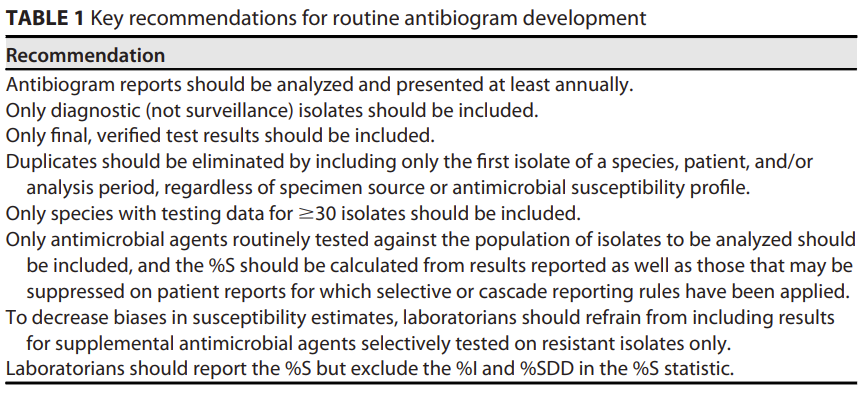 TABLE 1 Key recommendations for routine antibiogram development
Recommendation
Antibiogram reports should be analyzed and presented at least annually.
Only diagnostic (not surveillance) isolates should be included.
Only final, verified test results should be included.
Duplicates should be eliminated by including only the first isolate of a species, patient, and/or
analysis period, regardless of specimen source or antimicrobial susceptibility profile.
Only species with testing data for ≥30 isolates should be included.
Only antimicrobial agents routinely tested against the population of isolates to be analyzed should
be included, and the %S should be calculated from results reported as well as those that may be
suppressed on patient reports for which selective or cascade reporting rules have been applied.
To decrease biases in susceptibility estimates, laboratorians should refrain from including results
for supplemental antimicrobial agents selectively tested on resistant isolates only.
Laboratorians should report the %S but exclude the %I and %SDD in the %S statistic.